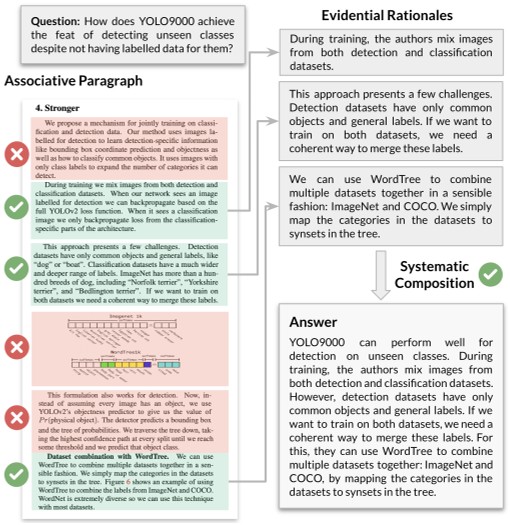 Question: How does YOLO9000 achieve
the feat of detecting unseen classes
despite not having labelled data for them?
Associative Paragraph
4. Stronger
We propose a mechanism for jointly training on classi-
fication and detection data. Our method uses images la-
belled for detection to learn detection-specific information
like bounding box coordinate prediction and objectness as
well as how to classify common objects. It uses images with
only class labels to expand the number of categories it can
detect.
During training we mix images from both detection and
classification datasets. When our network sees an image
labelled for detection we can backpropagate based on the
full YOLOv2 loss function. When it sees a classification
image we only backpropagate loss from the classification-
specific parts of the architecture.
This approach presents a few challenges. Detection
datasets have only common objects and general labels, like
"dog" or "boat". Classification datasets have a much wider
and deeper range of labels. ImageNet has more than a hun-
dred breeds of dog, including "Norfolk terrier", "Yorkshire
terrier", and "Bedlington terrier". If we want to train on
both datasets we need a coherent way to merge these labels.
Imagenet 1k
WordTree1k
This formulation also works for detection. Now, in-
stead of assuming every image has an object, we use
YOLOv2's objectness predictor to give us the value of
Pr(physical object). The detector predicts a bounding box
and the tree of probabilities. We traverse the tree down, tak-
ing the highest confidence path at every split until we reach
some threshold and we predict that object class.
Dataset combination with WordTree. We can use
WordTree to combine multiple datasets together in a sen-
sible fashion. We simply map the categories in the datasets
to synsets in the tree. Figure 6 shows an example of using
WordTree to combine the labels from ImageNet and COCO.
WordNet is extremely diverse so we can use this technique
with most datasets.
Evidential Rationales
During training, the authors mix images
from both detection and classification
datasets.
This approach presents a few challenges.
Detection datasets have only common
objects and general labels. If we want to
train on both datasets, we need a
coherent way to merge these labels.
We can use WordTree to combine
multiple datasets together in a sensible
fashion: ImageNet and COCO. We simply
map the categories in the datasets to
synsets in the tree.
Systematic
Composition
Answer
YOLO9000 can perform well for
detection on unseen classes. During
training, the authors mix images from
both detection and classification datasets.
However, detection datasets have only
common objects and general labels. If we
want to train on both datasets, we need a
coherent way to merge these labels. For
this, they can use WordTree to combine
multiple datasets together: ImageNet and
COCO, by mapping the categories in the
datasets to synsets in the tree.